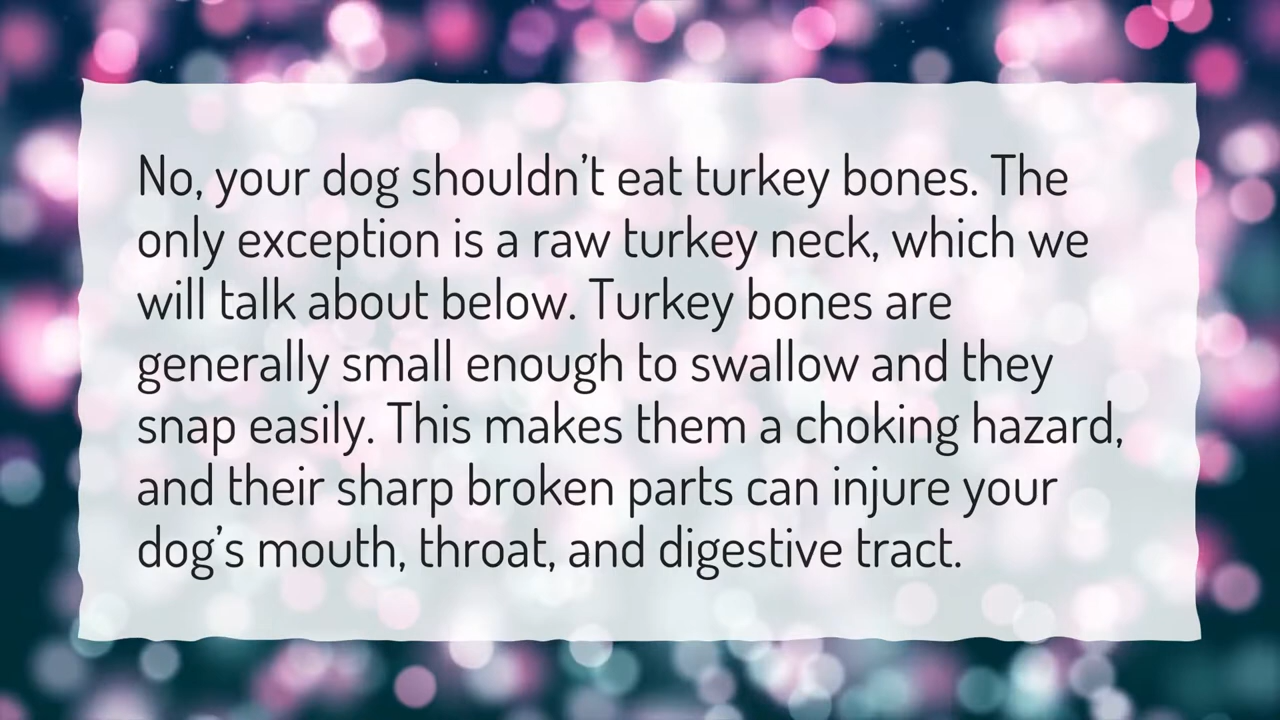 No, your dog shouldn’t eat turkey bones. The
only exception is a raw turkey neck, which we
will talk about below. Turkey bones are
generally small enough to swallow and they
snap easily. This makes them a choking hazard,
and their sharp broken parts can injure your
dog’s mouth, throat, and digestive tract.